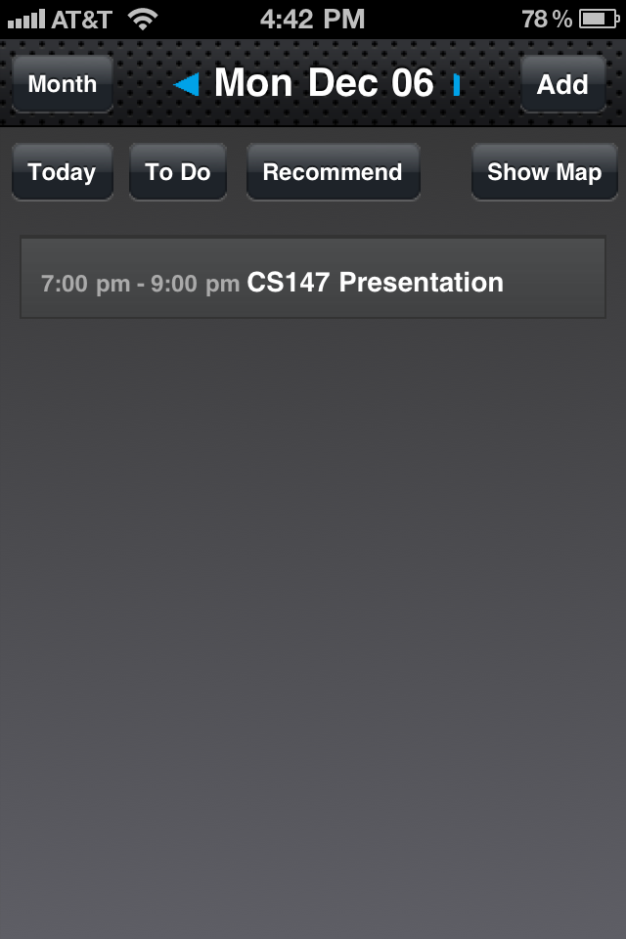 AT&T 4:42 PM 78 %
Month Mon Dec 06 Add
Today To Do Recommend Show Map
7:00 pm - 9:00 pm CS147 Presentation